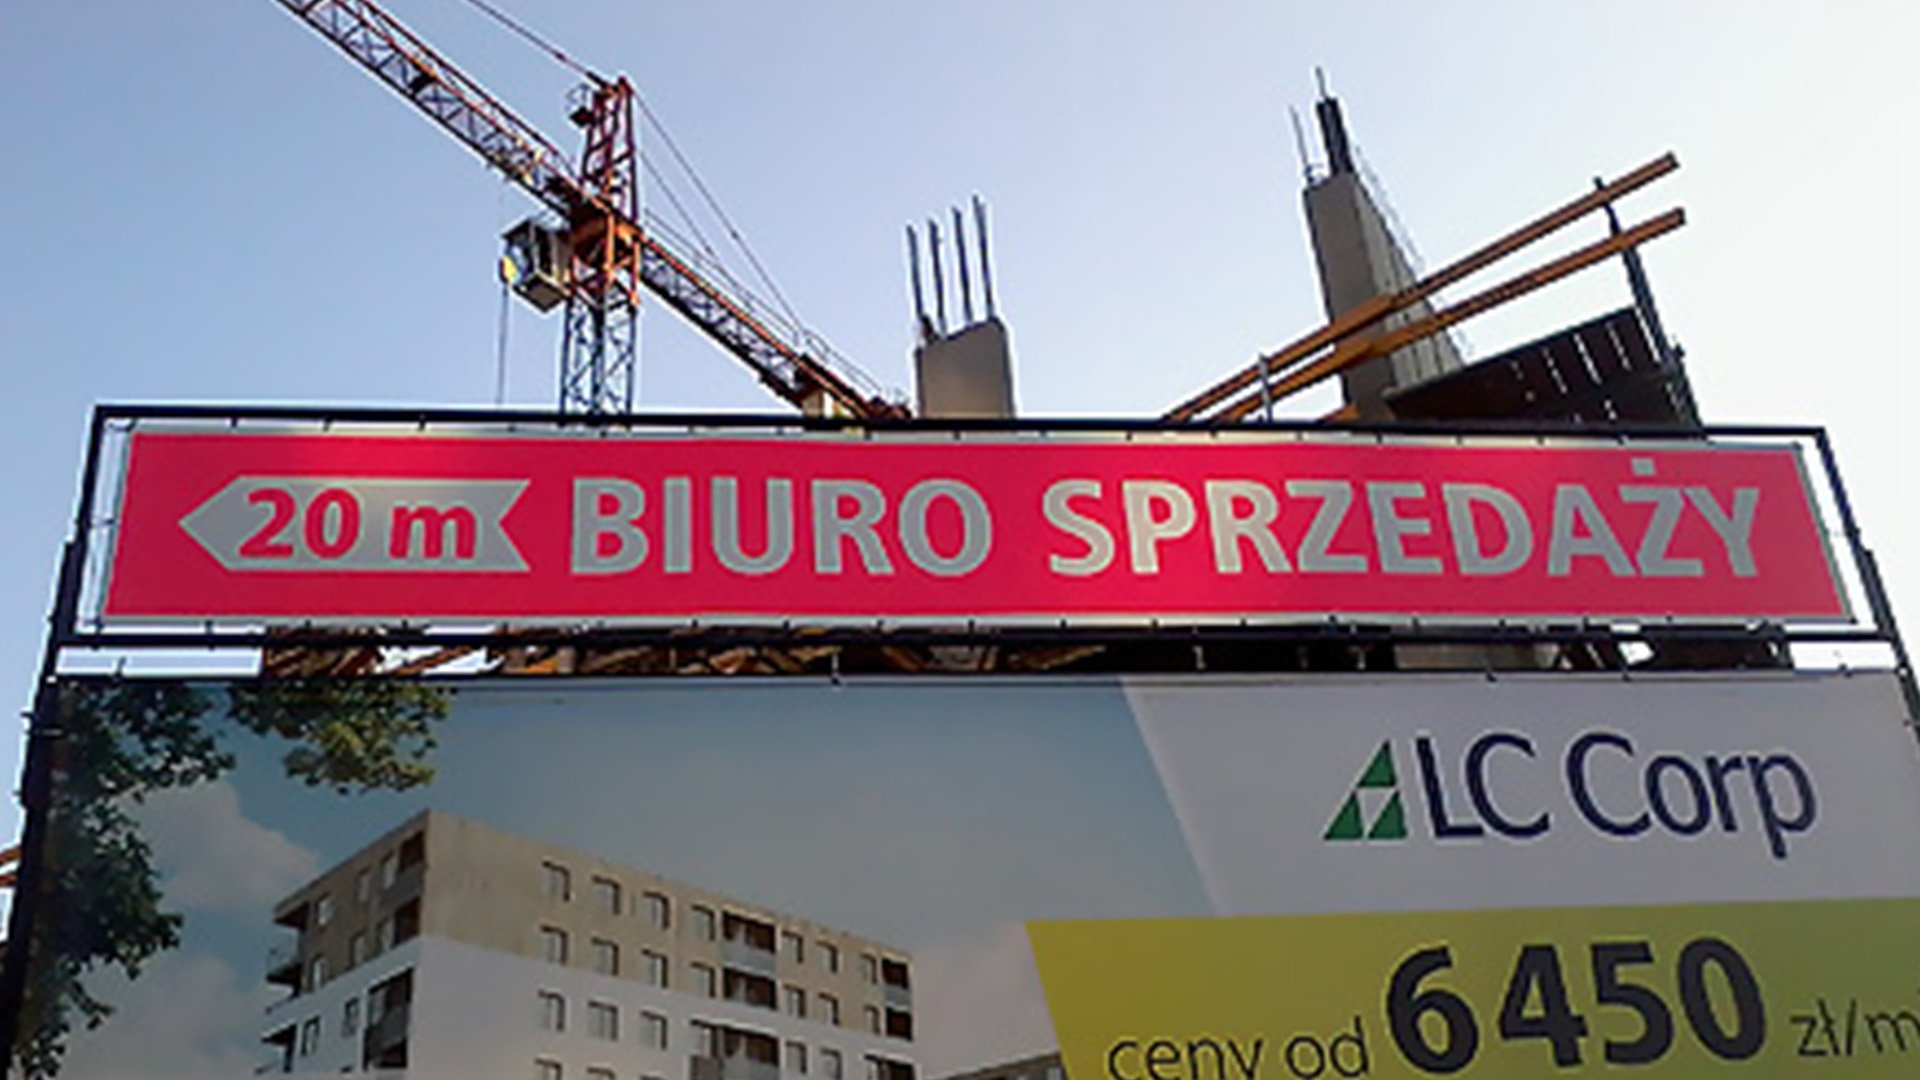 20 m BIURO SPRZEDAŻY
LC Corp
ceny od 6450 zł/m